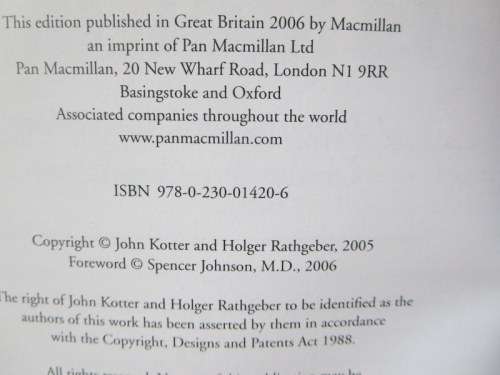 This edition published in Great Britain 2006 by Macmillan
an imprint of Pan Macmillan Ltd
Pan Macmillan, 20 New Wharf Road, London N1 9RR
Basingstoke and Oxford
Associated companies throughout the world
www.panmacmillan.com
ISBN 978-0-230-01420-6
Copyright © John Kotter and Holger Rathgeber, 2005
Foreword © Spencer Johnson, M.D., 2006
The right of John Kotter and Holger Rathgeber to be identified as the
authors of this work has been asserted by them in accordance
with the Copyright, Designs and Patents Act 1988.
All rights